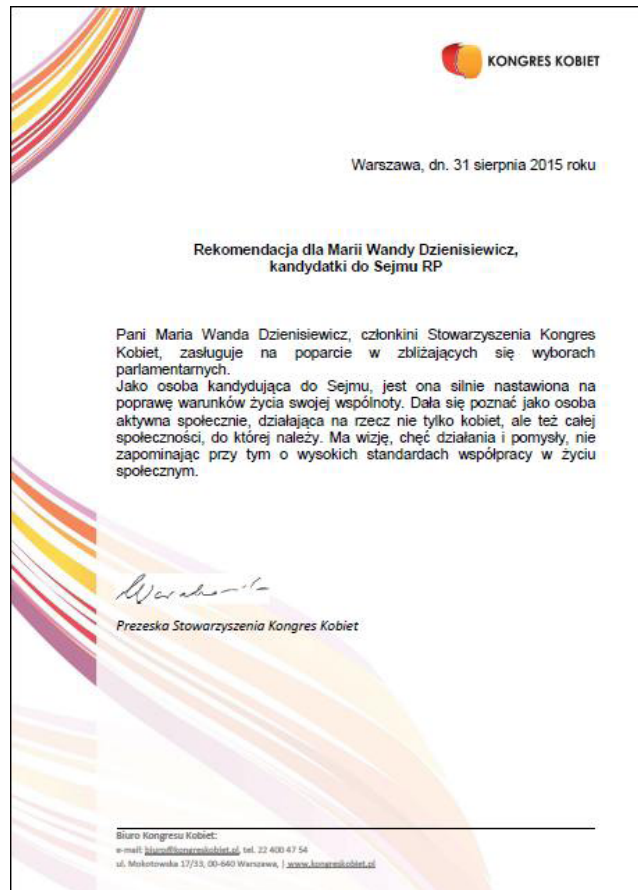 KONGRES KOBIET
Warszawa, dn. 31 sierpnia 2015 roku
Rekomendacja dla Marii Wandy Dzienisiewicz,
kandydatki do Sejmu RP
Pani Maria Wanda Dzienisiewicz, członkini Stowarzyszenia Kongres
Kobiet, zasługuje na poparcie w zbliżających się wyborach
parlamentarnych.
Jako osoba kandydująca do Sejmu, jest ona silnie nastawiona na
poprawę warunków życia swojej wspólnoty. Dała się poznać jako osoba
aktywna społecznie, działająca na rzecz nie tylko kobiet, ale też całej
społeczności, do której należy. Ma wizję, chęć działania i pomysły, nie
zapominając przy tym o wysokich standardach współpracy w życiu
społecznym.
Prezeska Stowarzyszenia Kongres Kobiet
Biuro Kongresu Kobiet:
e-mail: biuro@kongreskobiet.pl, tel. 22 400 47 54
ul. Mokotowska 17/33, 00-640 Warszawa, | www.kongreskobiet.pl